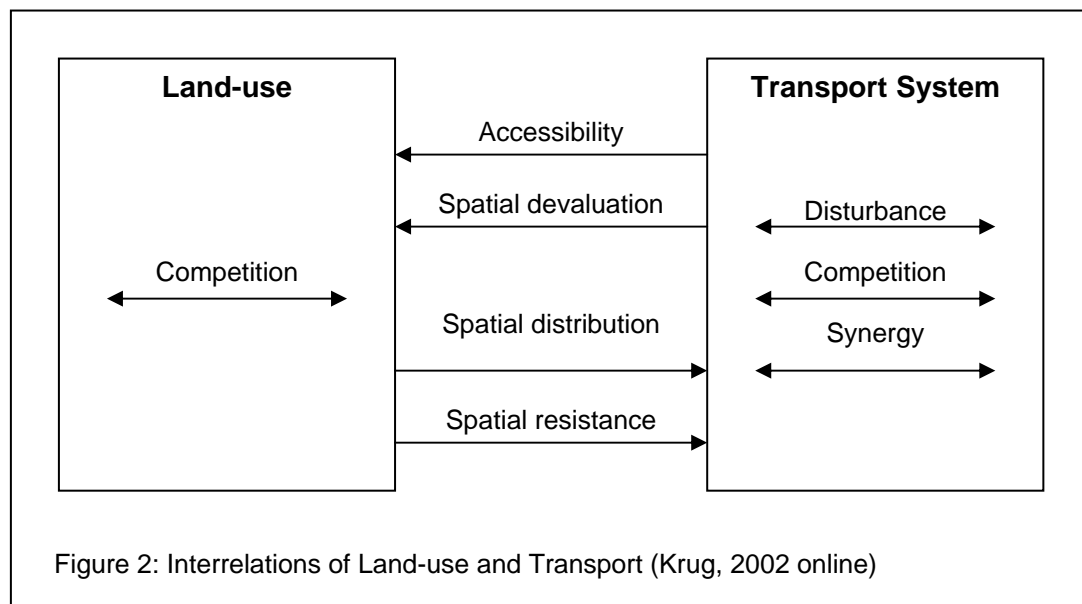 Land-use
Transport System
Accessibility
Spatial devaluation
Disturbance
Competition
Competition
Spatial distribution
Synergy
Spatial resistance
Figure 2: Interrelations of Land-use and Transport (Krug, 2002 online)